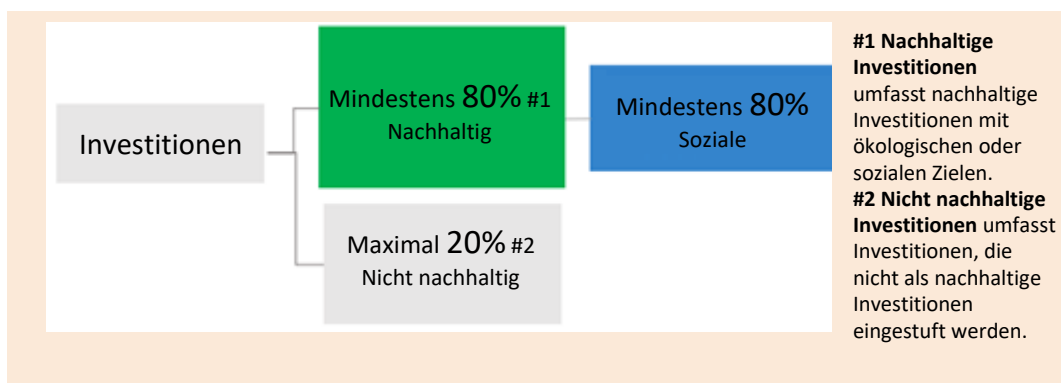 Investitionen
Mindestens 80% #1
Nachhaltig
Mindestens 80%
Soziale
Maximal 20% #2
Nicht nachhaltig
#1 Nachhaltige
Investitionen
umfasst nachhaltige
Investitionen mit
ökologischen oder
sozialen Zielen.
#2 Nicht nachhaltige
Investitionen umfasst
Investitionen, die
nicht als nachhaltige
Investitionen
eingestuft werden.